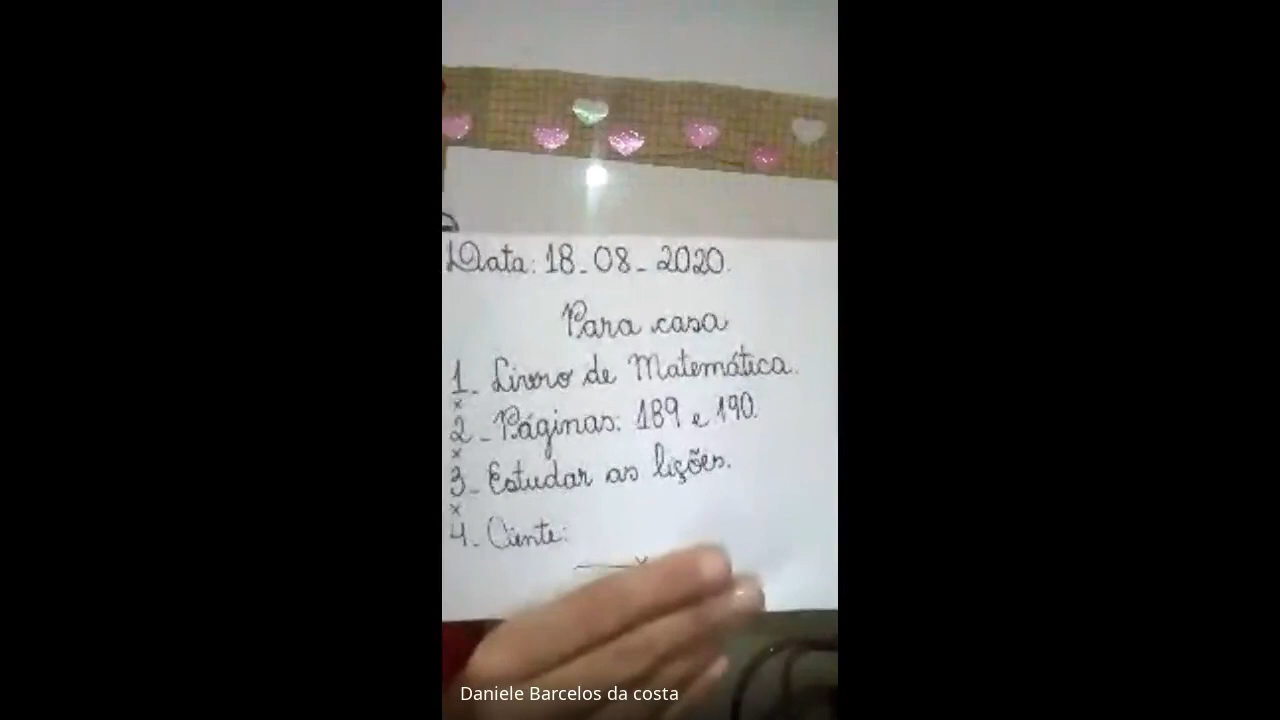 Data: 18-08-2020.
Para casa
1- Livro de Matemática.
x
2- Páginas: 189 e 190.
x
3- Estudar as lições.
x
4- Ciente:
x
Daniele Barcelos da costa